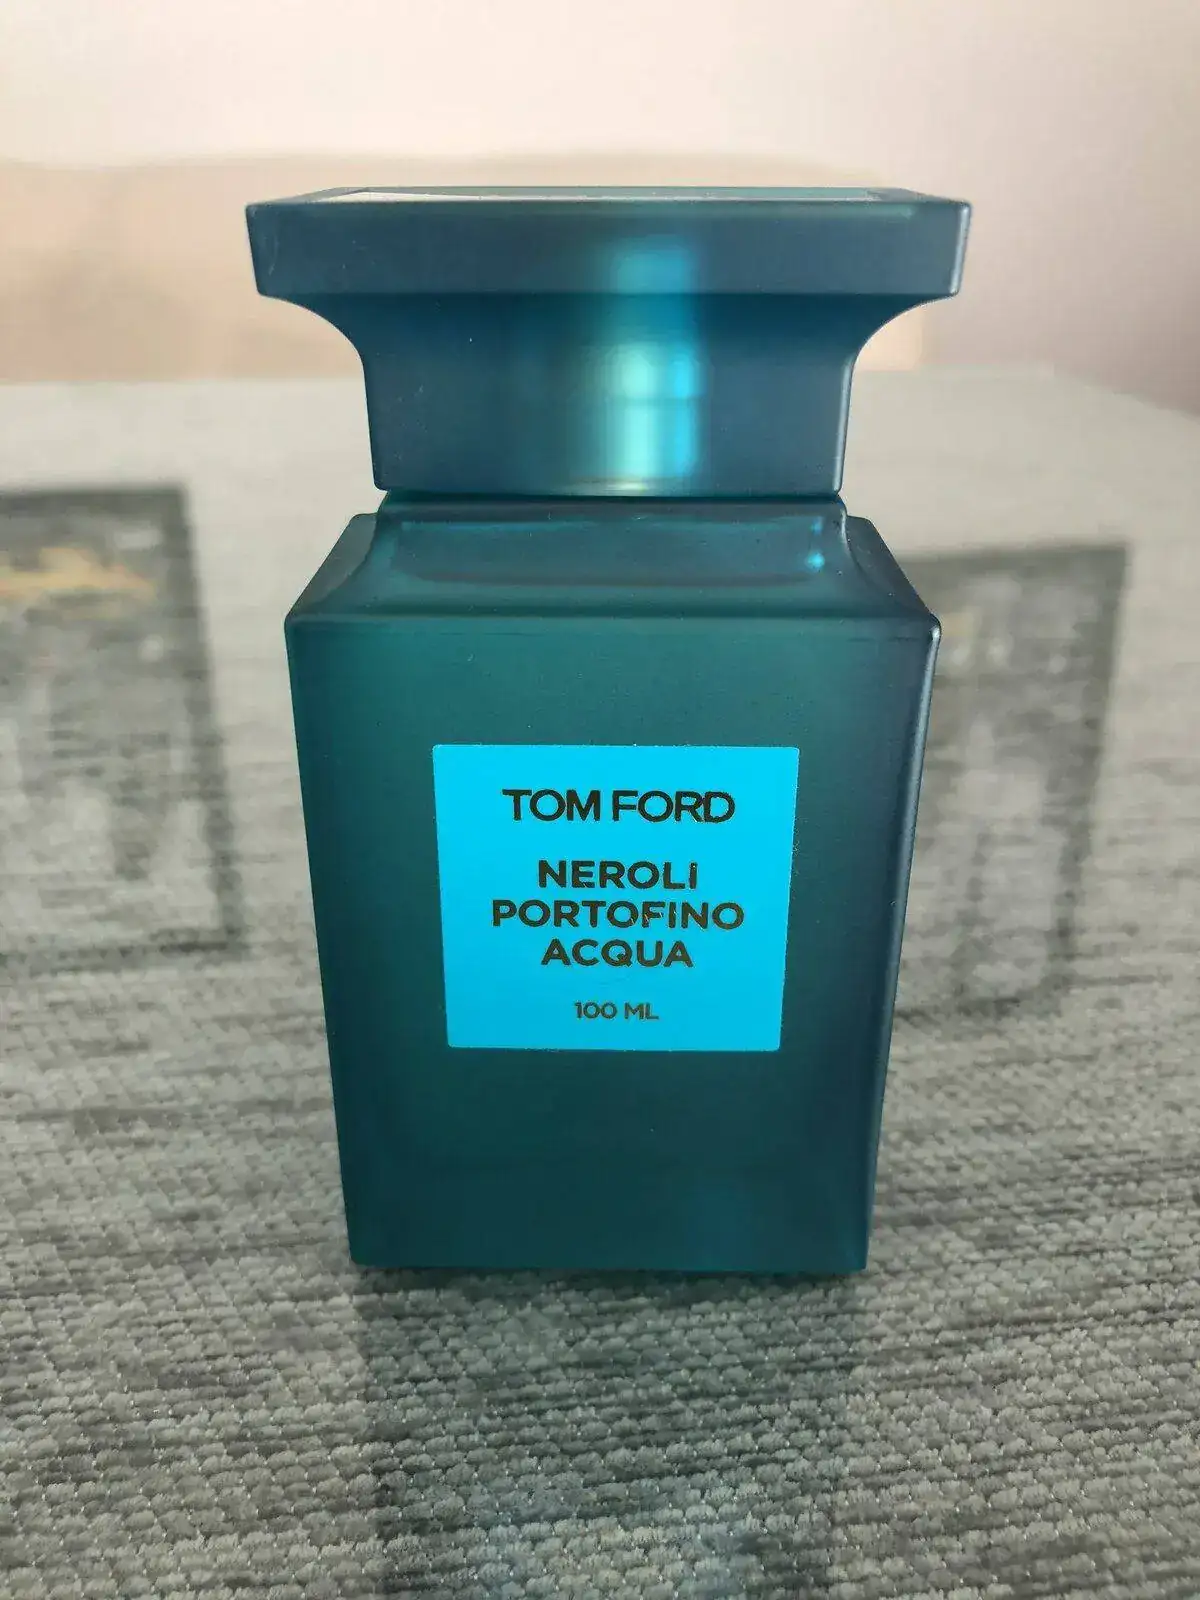 TOM FORD
NEROLI
PORTOFINO
ACQUA
100 ML